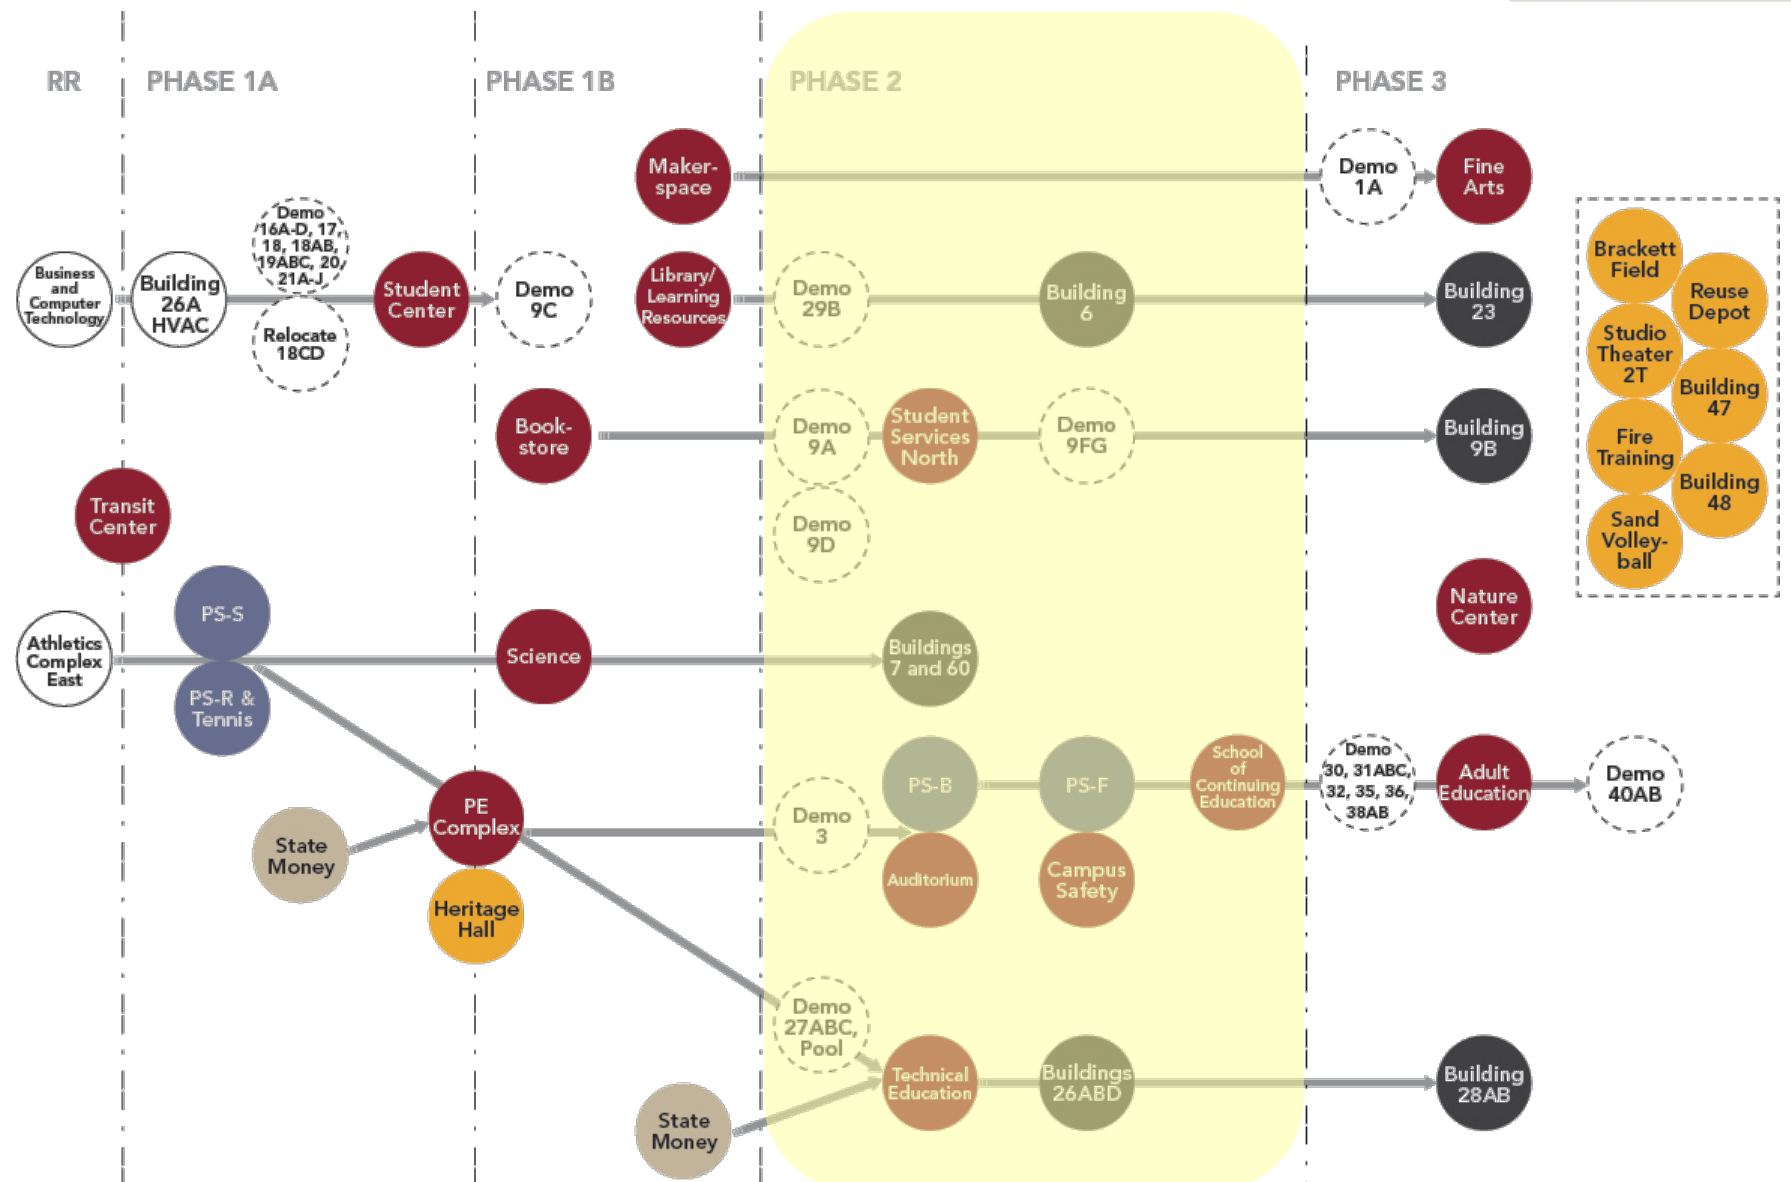 RR
PHASE 1A
PHASE 1B
PHASE 2
PHASE 3
Maker-
space
Demo
1A
Fine
Arts
Business
and
Computer
Technology
Building
26A
HVAC
Demo
16A-D, 17,
18, 18AB,
19ABC, 20,
21A-J
Relocate
18CD
Student
Center
Demo
9C
Library/
Learning
Resources
Demo
29B
Building
6
Building
23
Book-
store
Demo
9A
Student
Services
North
Demo
9FG
Building
9B
Demo
9D
Transit
Center
Brackett
Field
Reuse
Depot
Studio
Theater
2T
Building
47
Fire
Training
Building
48
Sand
Volley-
ball
Nature
Center
Athletics
Complex
East
PS-S
PS-R &
Tennis
Science
Buildings
7 and 60
State
Money
PE
Complex
Heritage
Hall
Demo
3
PS-B
Auditorium
PS-F
Campus
Safety
School
of
Continuing
Education
Demo
30, 31ABC,
32, 35, 36,
38AB
Adult
Education
Demo
40AB
Demo
27ABC,
Pool
State
Money
Technical
Education
Buildings
26ABD
Building
28AB